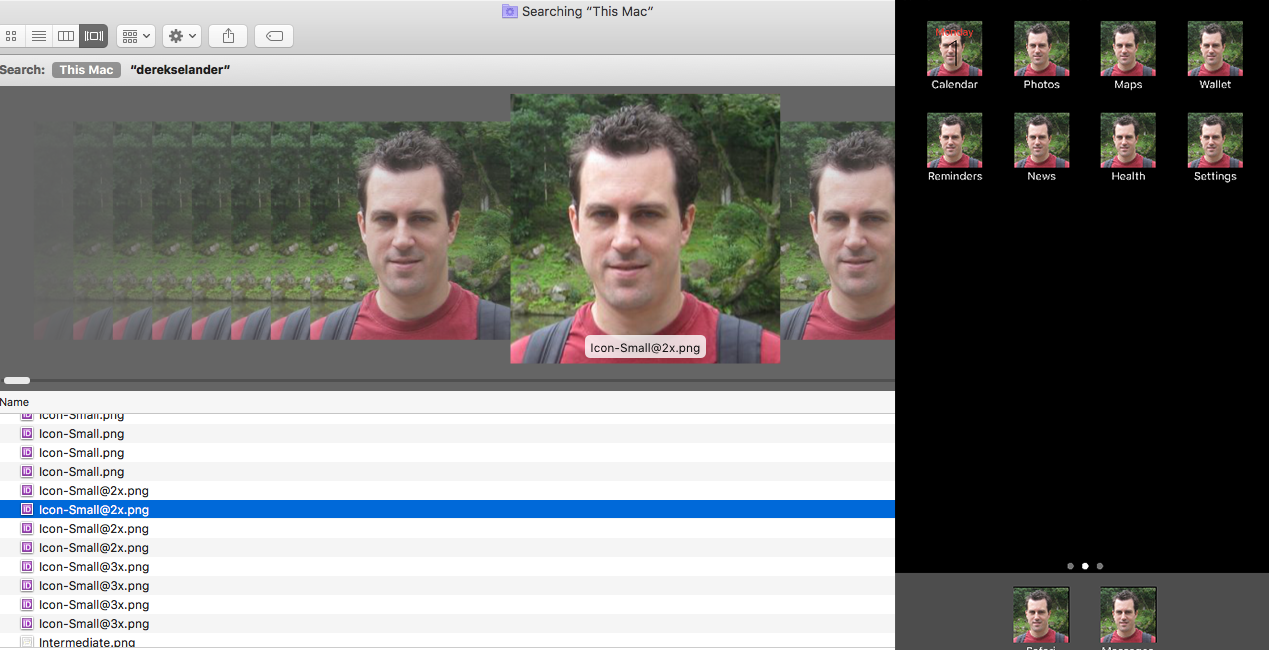 Searching “This Mac”
Search: This Mac “derekselander”
Icon-Small@2x.png
Name
Icon-Small.png
Icon-Small.png
Icon-Small.png
Icon-Small.png
Icon-Small@2x.png
Icon-Small@2x.png
Icon-Small@2x.png
Icon-Small@2x.png
Icon-Small@3x.png
Icon-Small@3x.png
Icon-Small@3x.png
Icon-Small@3x.png
Intermediate.png
Monday
1
Calendar Photos Maps Wallet
Reminders News Health Settings
Safari Messages